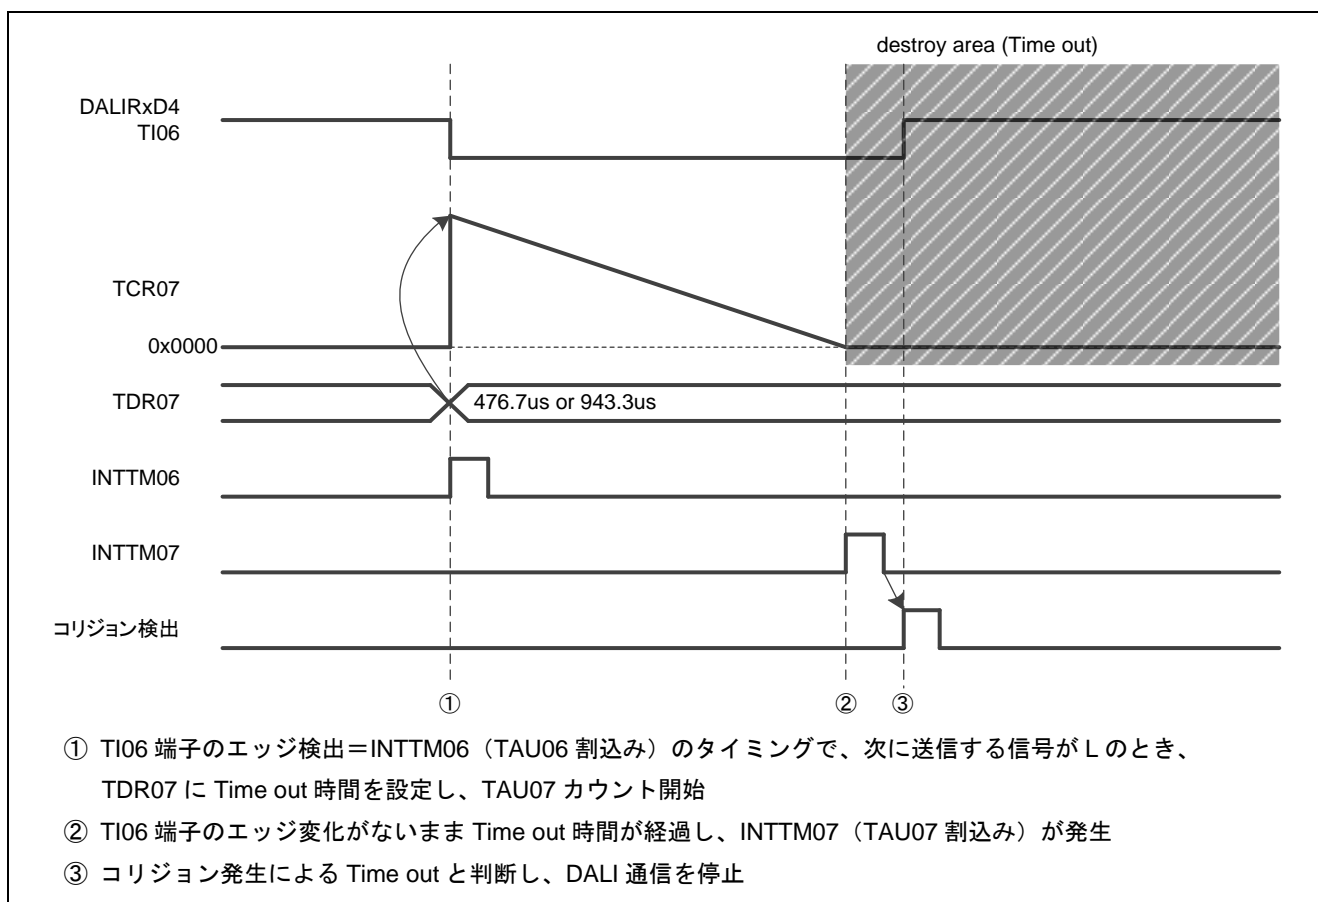 destroy area (Time out)
DALIRxD4
TI06
TCR07
0x0000
TDR07
476.7us or 943.3us
INTTM06
INTTM07
コリジョン検出
① ② ③
① TI06 端子のエッジ検出＝INTTM06（TAU06 割込み）のタイミングで、次に送信する信号が L のとき、
TDR07 に Time out 時間を設定し、TAU07 カウント開始
② TI06 端子のエッジ変化がないまま Time out 時間が経過し、INTTM07（TAU07 割込み）が発生
③ コリジョン発生による Time out と判断し、DALI 通信を停止